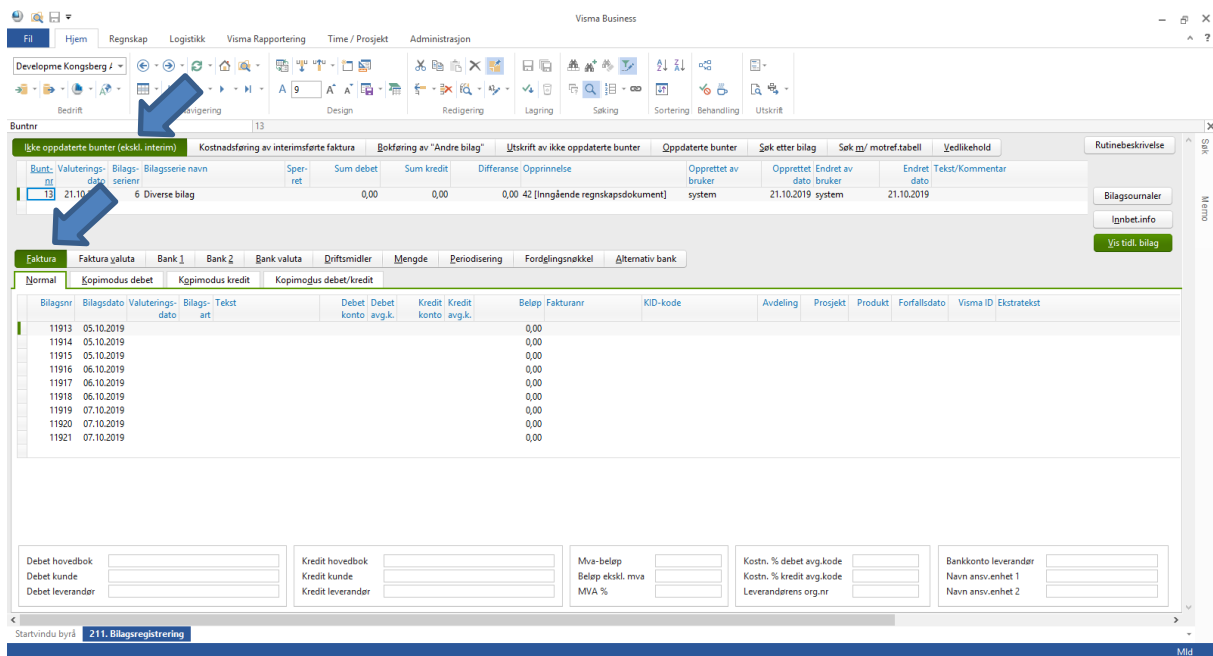 Visma Business
Fil Hjem Regnskap Logistikk Visma Rapportering Time / Prosjekt Administrasjon
Developme Kongsberg
A 9
Bedrift Design Redigering Lagring Søking Sortering Behandling Utskrift
Buntnr 13
Ikke oppdaterte bunter (ekskl. interim) Kostnadsføring av interimsførte faktura Bokføring av "Andre bilag" Utskrift av ikke oppdaterte bunter Oppdaterte bunter Søk etter bilag Søk m/ motref.tabell Vedlikehold Rutinebeskrivelse
Bunt- Valuterings- Bilags- Bilagsserie navn Sper- Sum debet Sum kredit Differanse Opprinnelse Opprettet av Opprettet Endret av Endret Tekst/Kommentar
nr dato serienr ret bruker dato bruker dato
13 6 Diverse bilag 0,00 0,00 0,00 42 [Inngående regnskapsdokument] system 21.10.2019 system 21.10.2019
Bilagsournaler
Innbet.info
Vis tidl. bilag
Søk
Memo
Faktura Faktura valuta Bank 1 Bank 2 Bank valuta Driftsmidler Mengde Periodisering Fordelingsnøkkel Alternativ bank
Normal Kopimodus debet Kopimodus kredit Kopimodus debet/kredit
Bilagsnr Bilagsdato Valuterings- Bilags- Tekst Debet Debet Kredit Kredit Beløp Fakturanr KID-kode Avdeling Prosjekt Produkt Forfallsdato Visma ID Ekstratekst
dato art konto avg.k. konto avg.k.
11913 05.10.2019 0,00
11914 05.10.2019 0,00
11915 05.10.2019 0,00
11916 06.10.2019 0,00
11917 06.10.2019 0,00
11918 06.10.2019 0,00
11919 07.10.2019 0,00
11920 07.10.2019 0,00
11921 07.10.2019 0,00
Debet hovedbok Kredit hovedbok Mva-beløp Kostn. % debet avg.kode Bankkonto leverandør
Debet kunde Kredit kunde Beløp ekskl. mva Kostn. % kredit avg.kode Navn ansv.enhet 1
Debet leverandør Kredit leverandør MVA % Leverandørens org.nr Navn ansv.enhet 2
Startvindu byrå 211. Bilagsregistrering
Mld